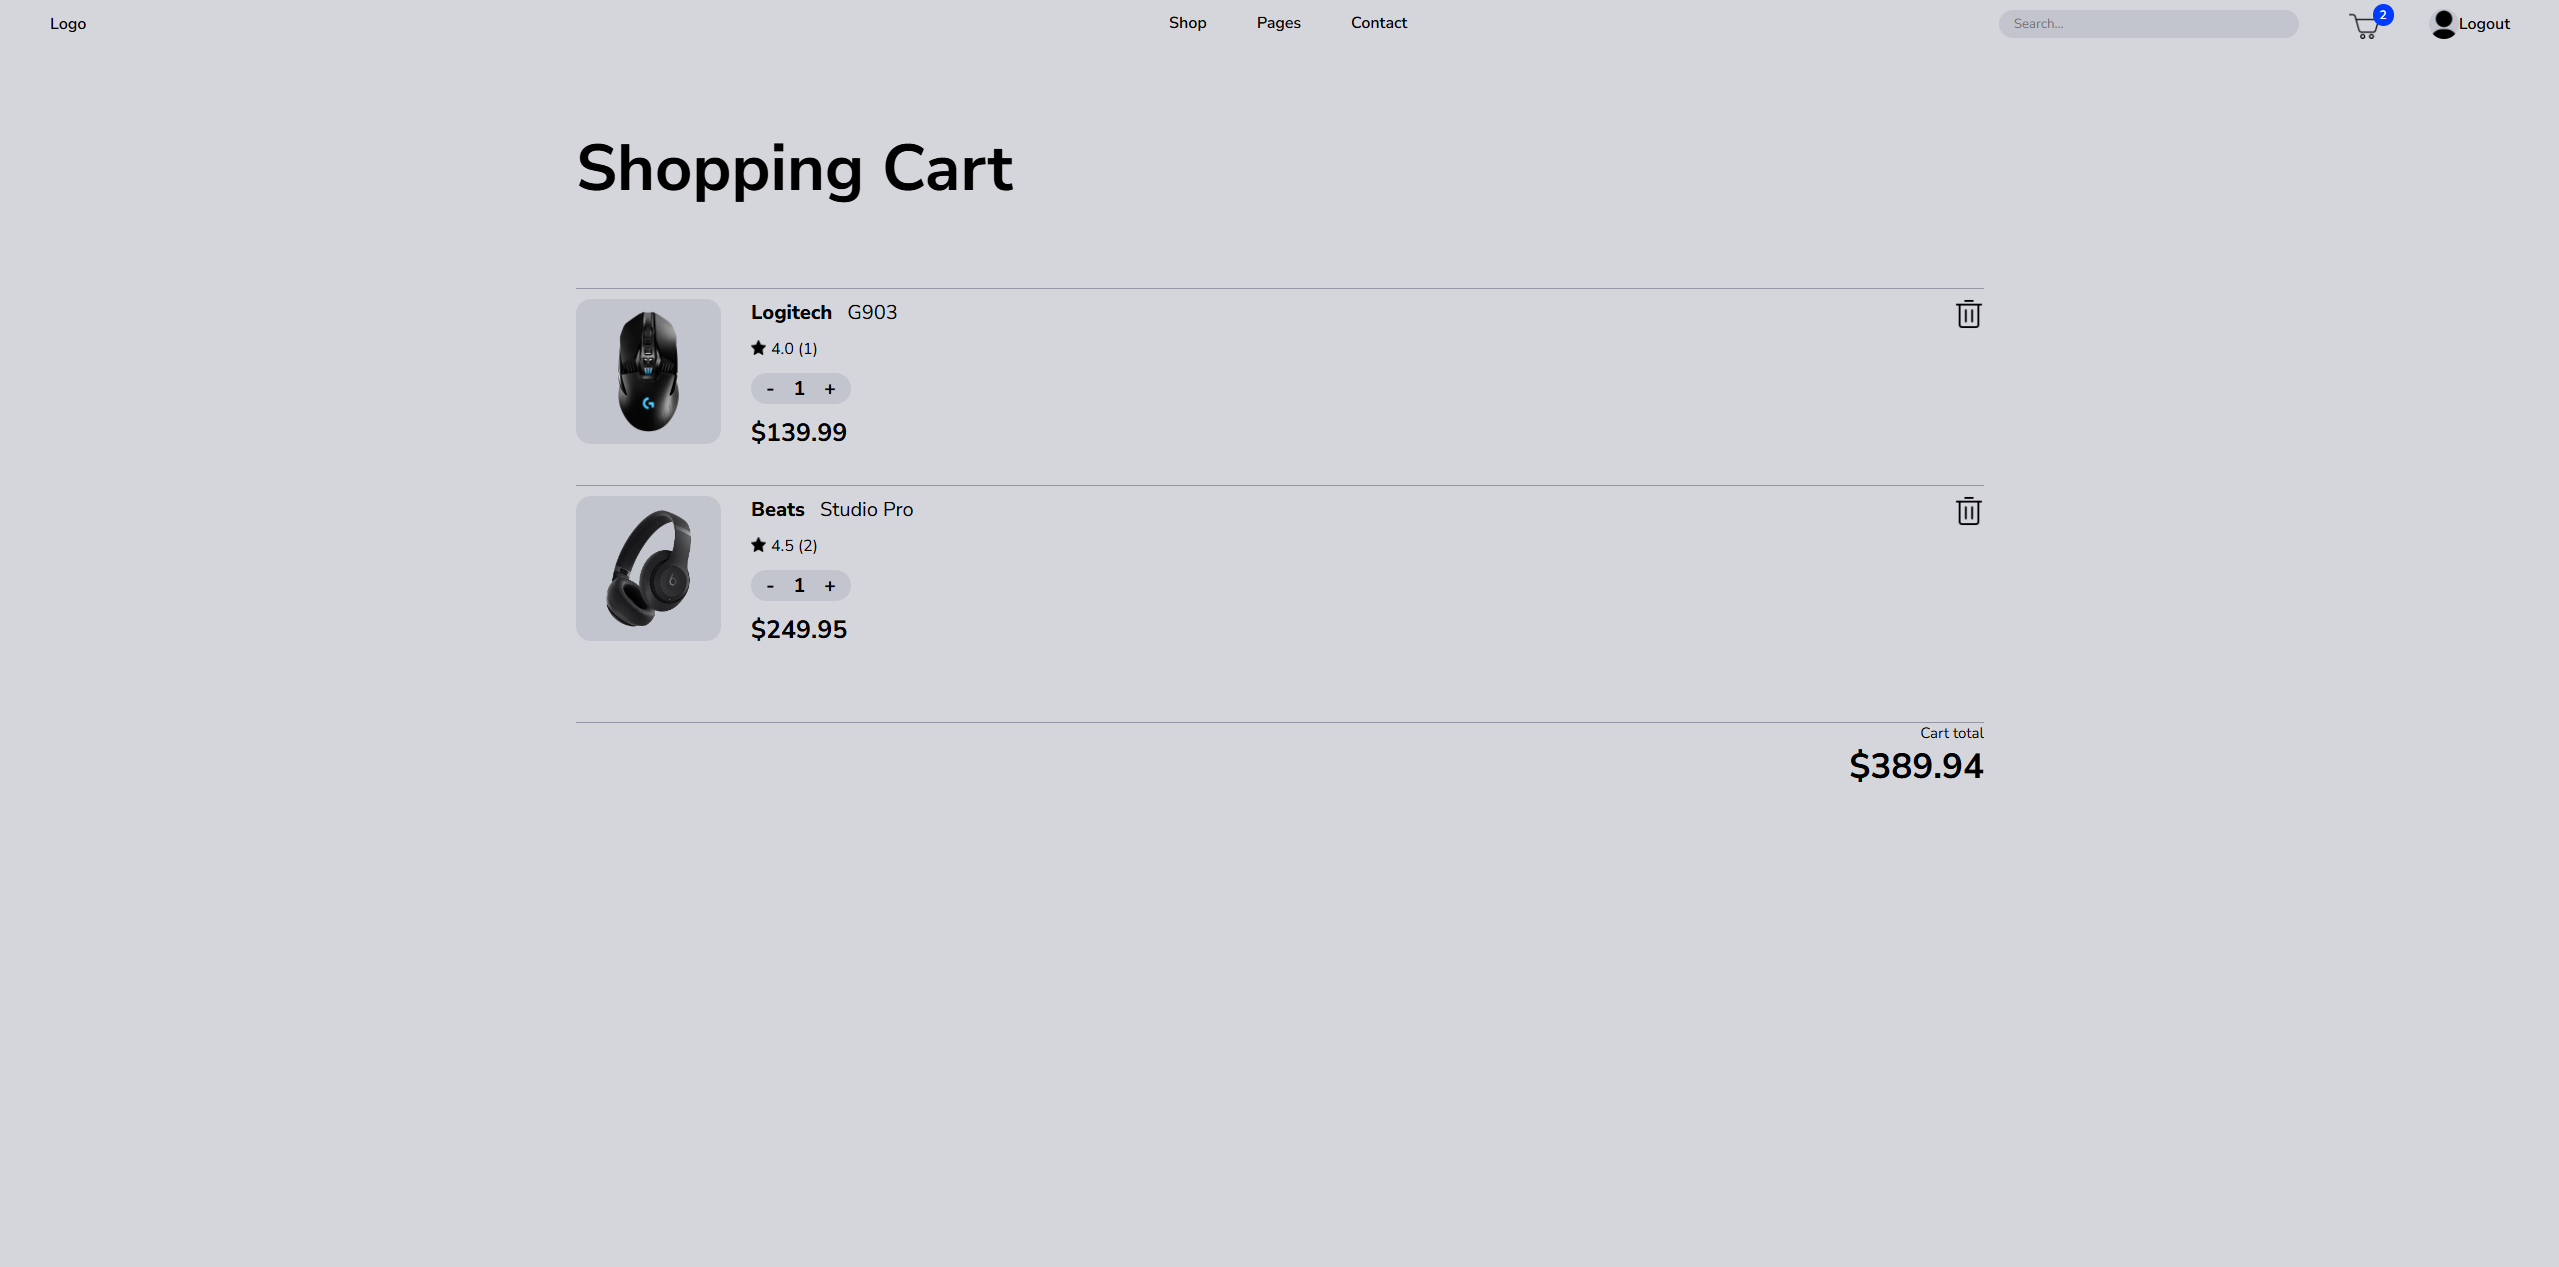 Logo Shop Pages Contact Search... 2 Logout
Shopping Cart
Logitech G903
4.0 (1)
- 1 +
$139.99
Beats Studio Pro
4.5 (2)
- 1 +
$249.95
Cart total
$389.94